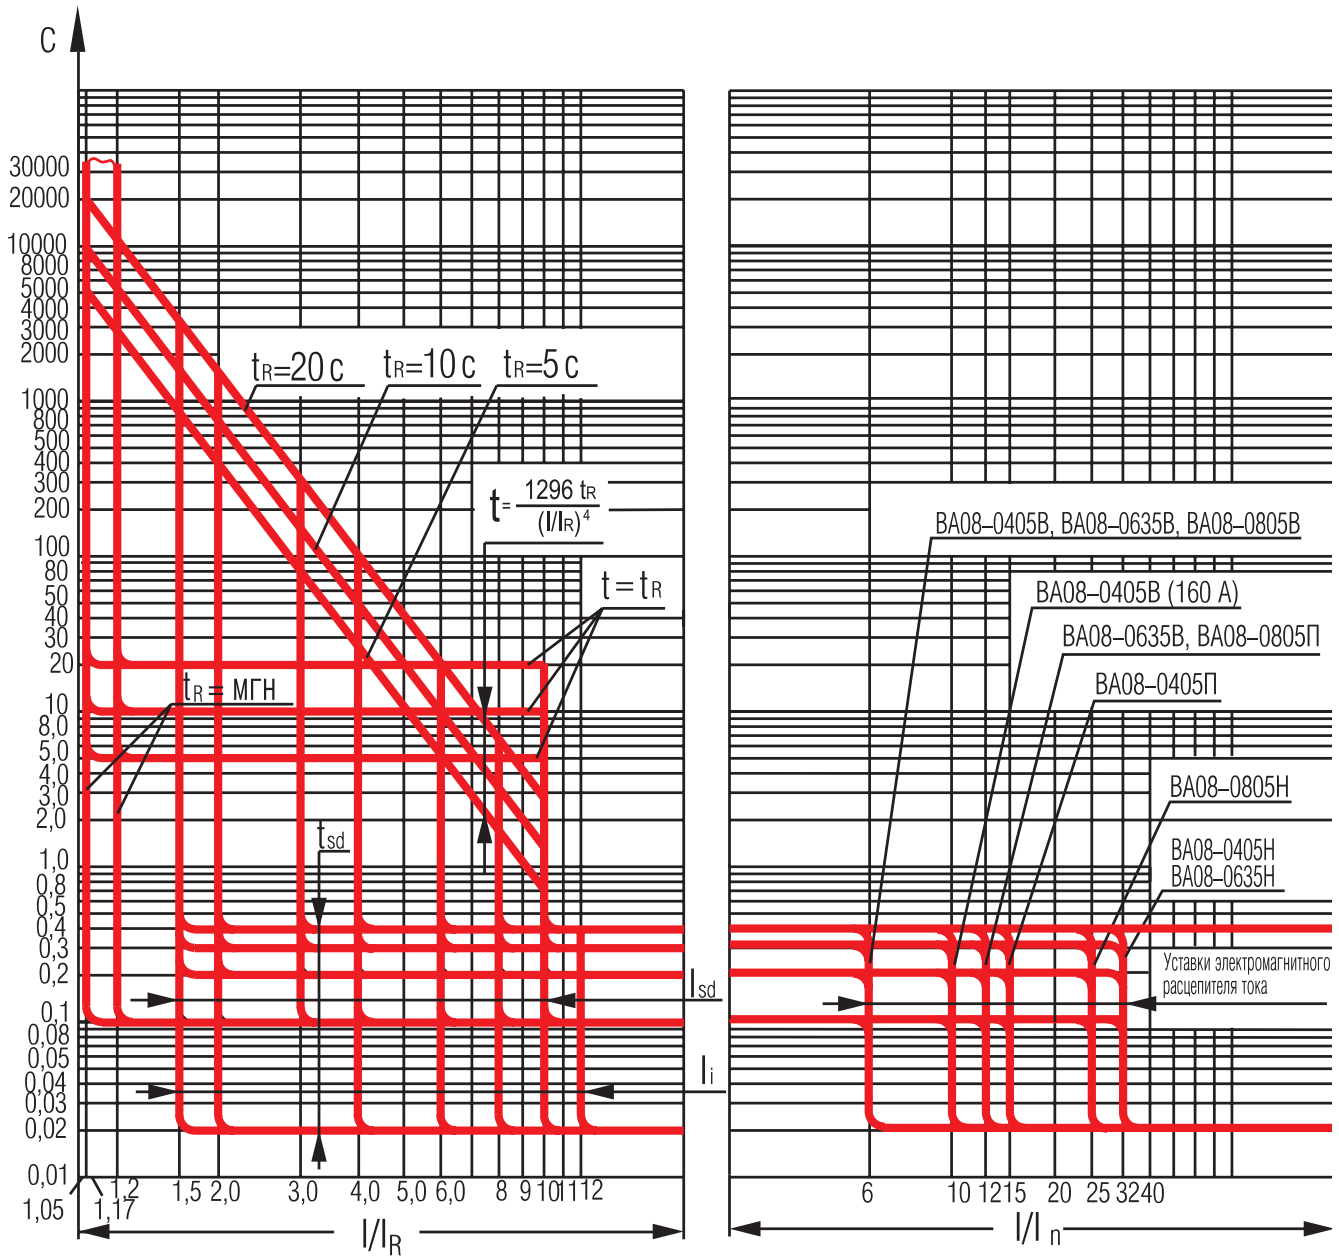 С
30000
20000
10000
8000
5000
4000
3000
2000
1000
800
500
400
300
200
100
80
50
40
30
20
10
8,0
5,0
4,0
3,0
2,0
1,0
0,8
0,5
0,4
0,3
0,2
0,1
0,08
0,05
0,04
0,03
0,02
0,01
tR=20 с
tR=10 с
tR=5 с
t= 1296 tR
(I/IR)4
t=tR
tR= МГН
tsd
Isd
Ii
1,05
1,17
1,2 1,5 2,0 3,0 4,0 5,0 6,0 8 9 10 11 12
I/IR
ВА08–0405В, ВА08–0635В, ВА08–0805В
ВА08–0405В (160 А)
ВА08–0635В, ВА08–0805П
ВА08–0405П
ВА08–0805Н
ВА08–0405Н
ВА08–0635Н
Уставки электромагнитного
расцепителя тока
6 10 12 15 20 25 32 40
I/I n